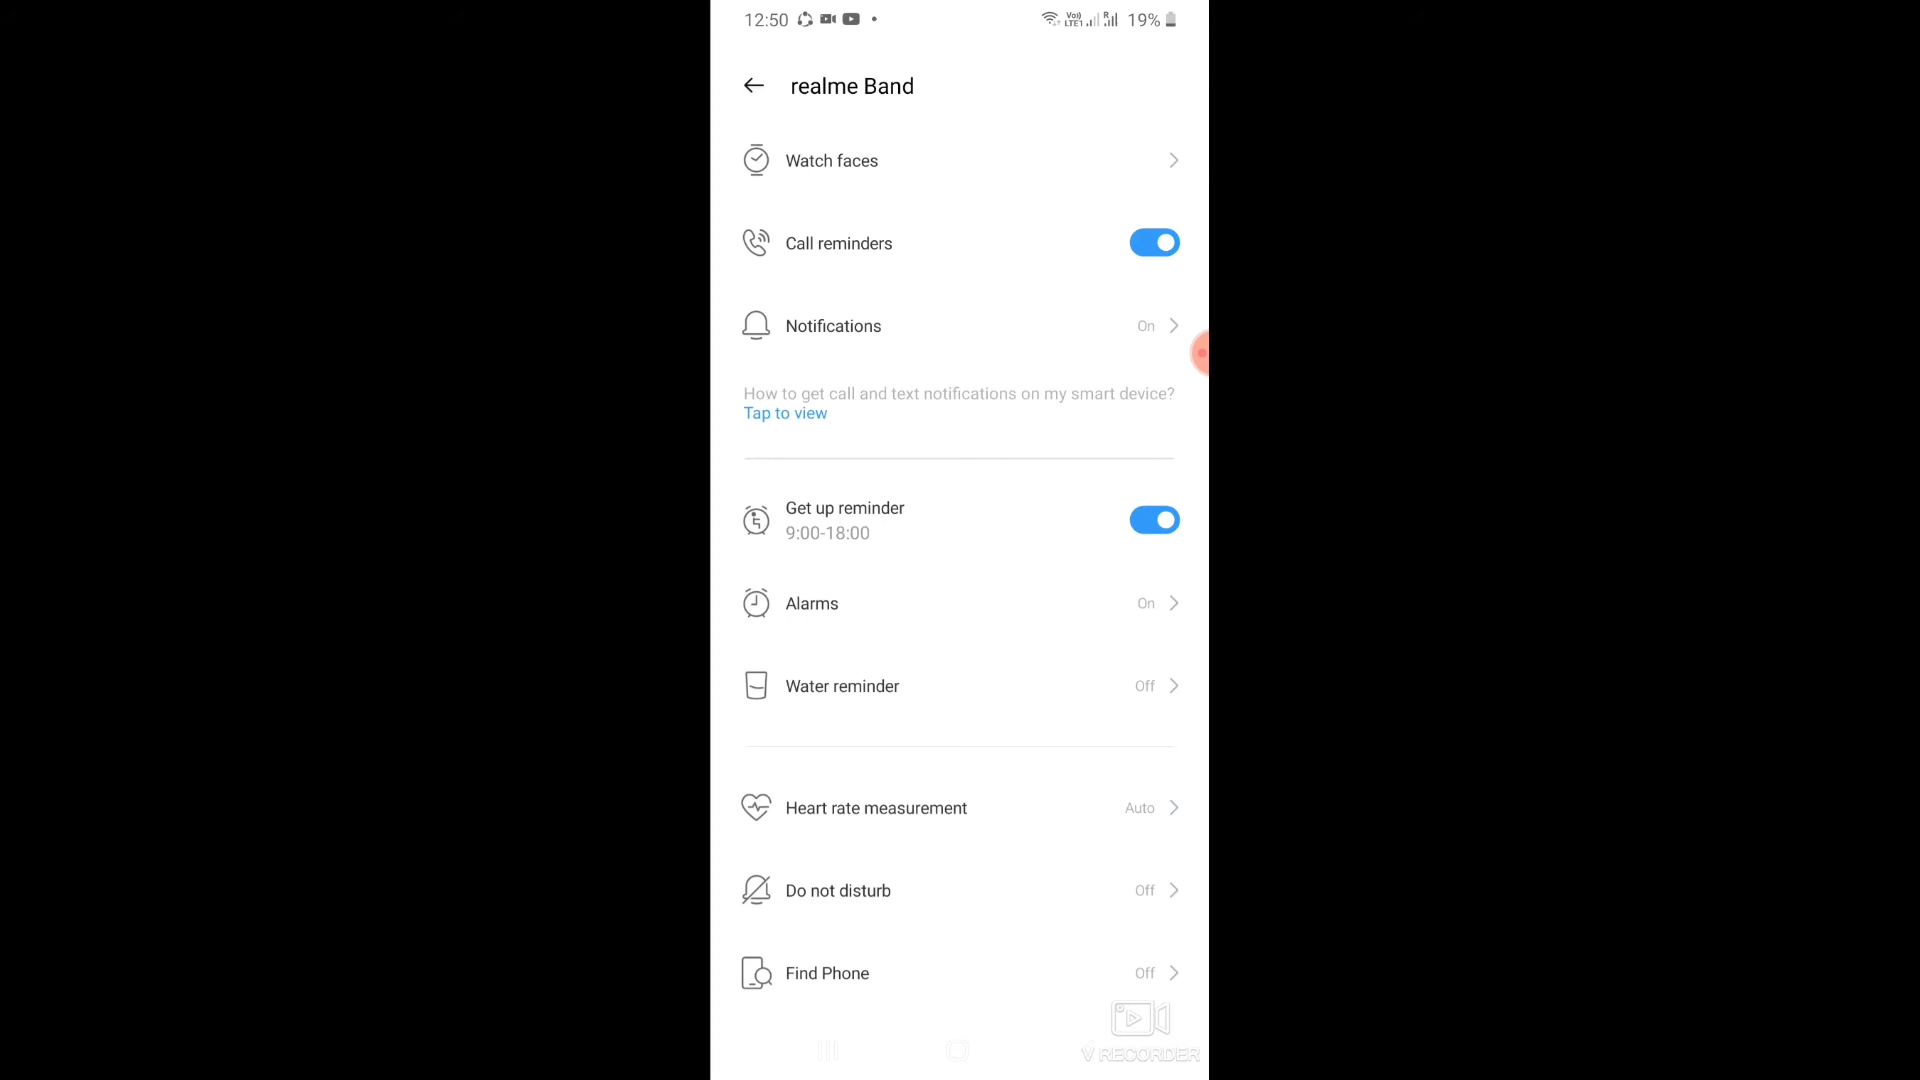 12:50
Vo) R 19%
LTE1
realme Band
Watch faces
Call reminders
Notifications On
How to get call and text notifications on my smart device?
Tap to view
Get up reminder
9:00-18:00
Alarms On
Water reminder Off
Heart rate measurement Auto
Do not disturb Off
Find Phone Off
V RECORDER